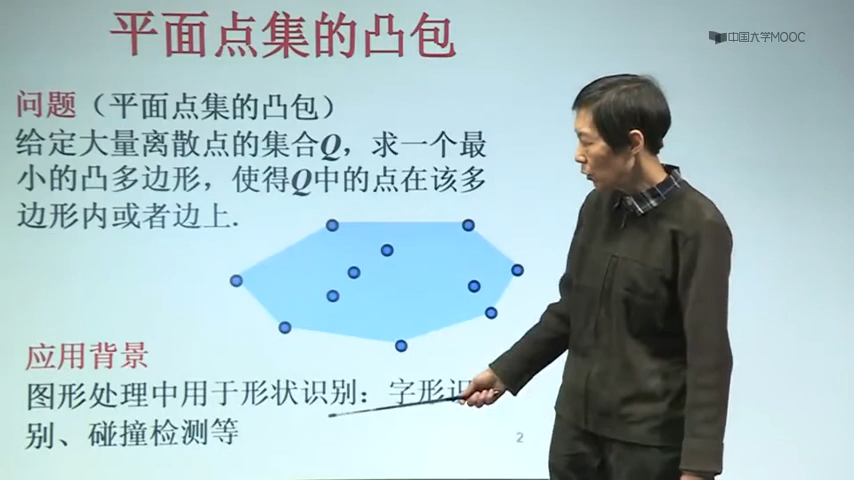 平面点集的凸包
中国大学MOOC
问题（平面点集的凸包）
给定大量离散点的集合Q，求一个最
小的凸多边形，使得Q中的点在该多
边形内或者边上.
应用背景
图形处理中用于形状识别：字形识
别、碰撞检测等
2